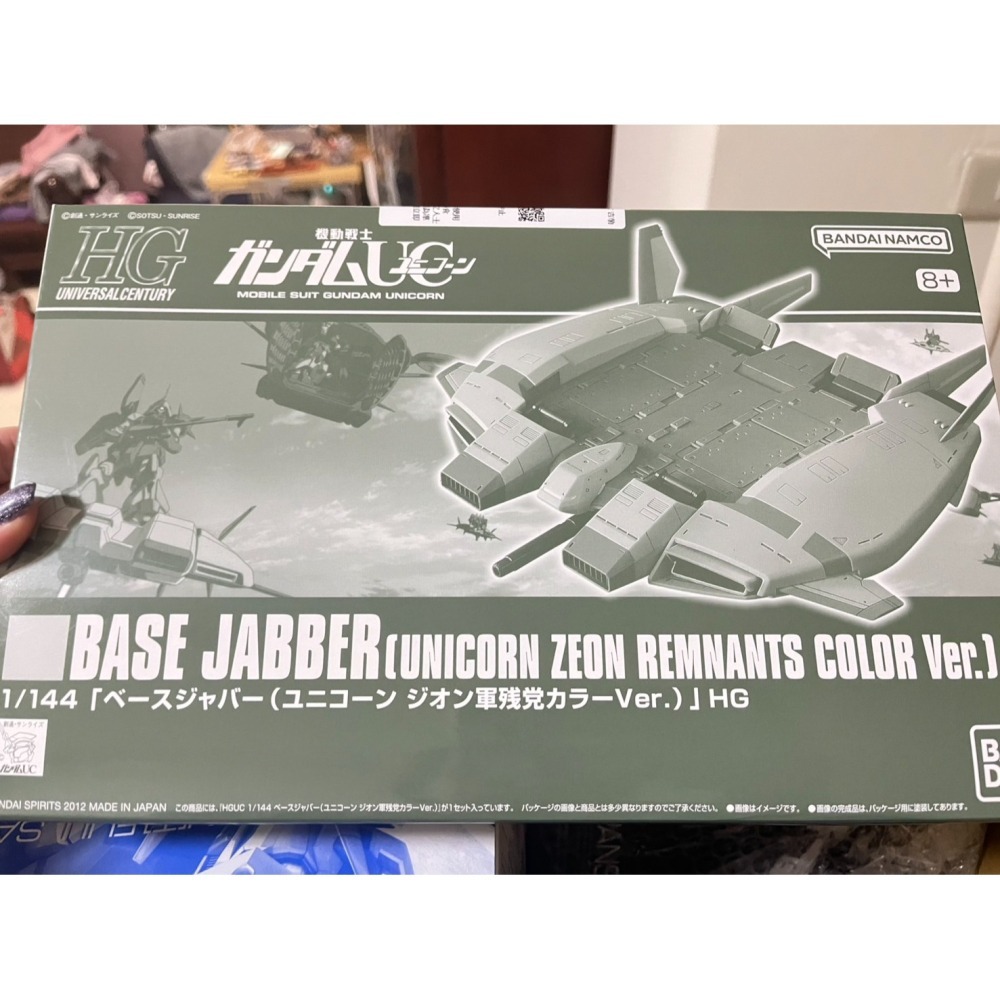 ©創通・サンライズ ©SOTSU・SUNRISE
HG
UNIVERSAL CENTURY
機動戦士
ガンダムUC
ユニコーン
MOBILE SUIT GUNDAM UNICORN
BANDAI NAMCO
8+
BASE JABBER (UNICORN ZEON REMNANTS COLOR Ver.)
1/144「ベースジャバー(ユニコーン ジオン軍残党カラーVer.)」HG
創通・サンライズ
ガンダムUC
NDAI SPIRITS 2012 MADE IN JAPAN この商品には、「HGUC 1/144 ベースジャバー(ユニコーン ジオン軍残党カラーVer.)」が1セット入っています。 パッケージの画像と商品とは多少異なりますのでご了承ください。 ●画像はイメージです。 ●画像の完成品は、パッケージ用に塗装してあります。